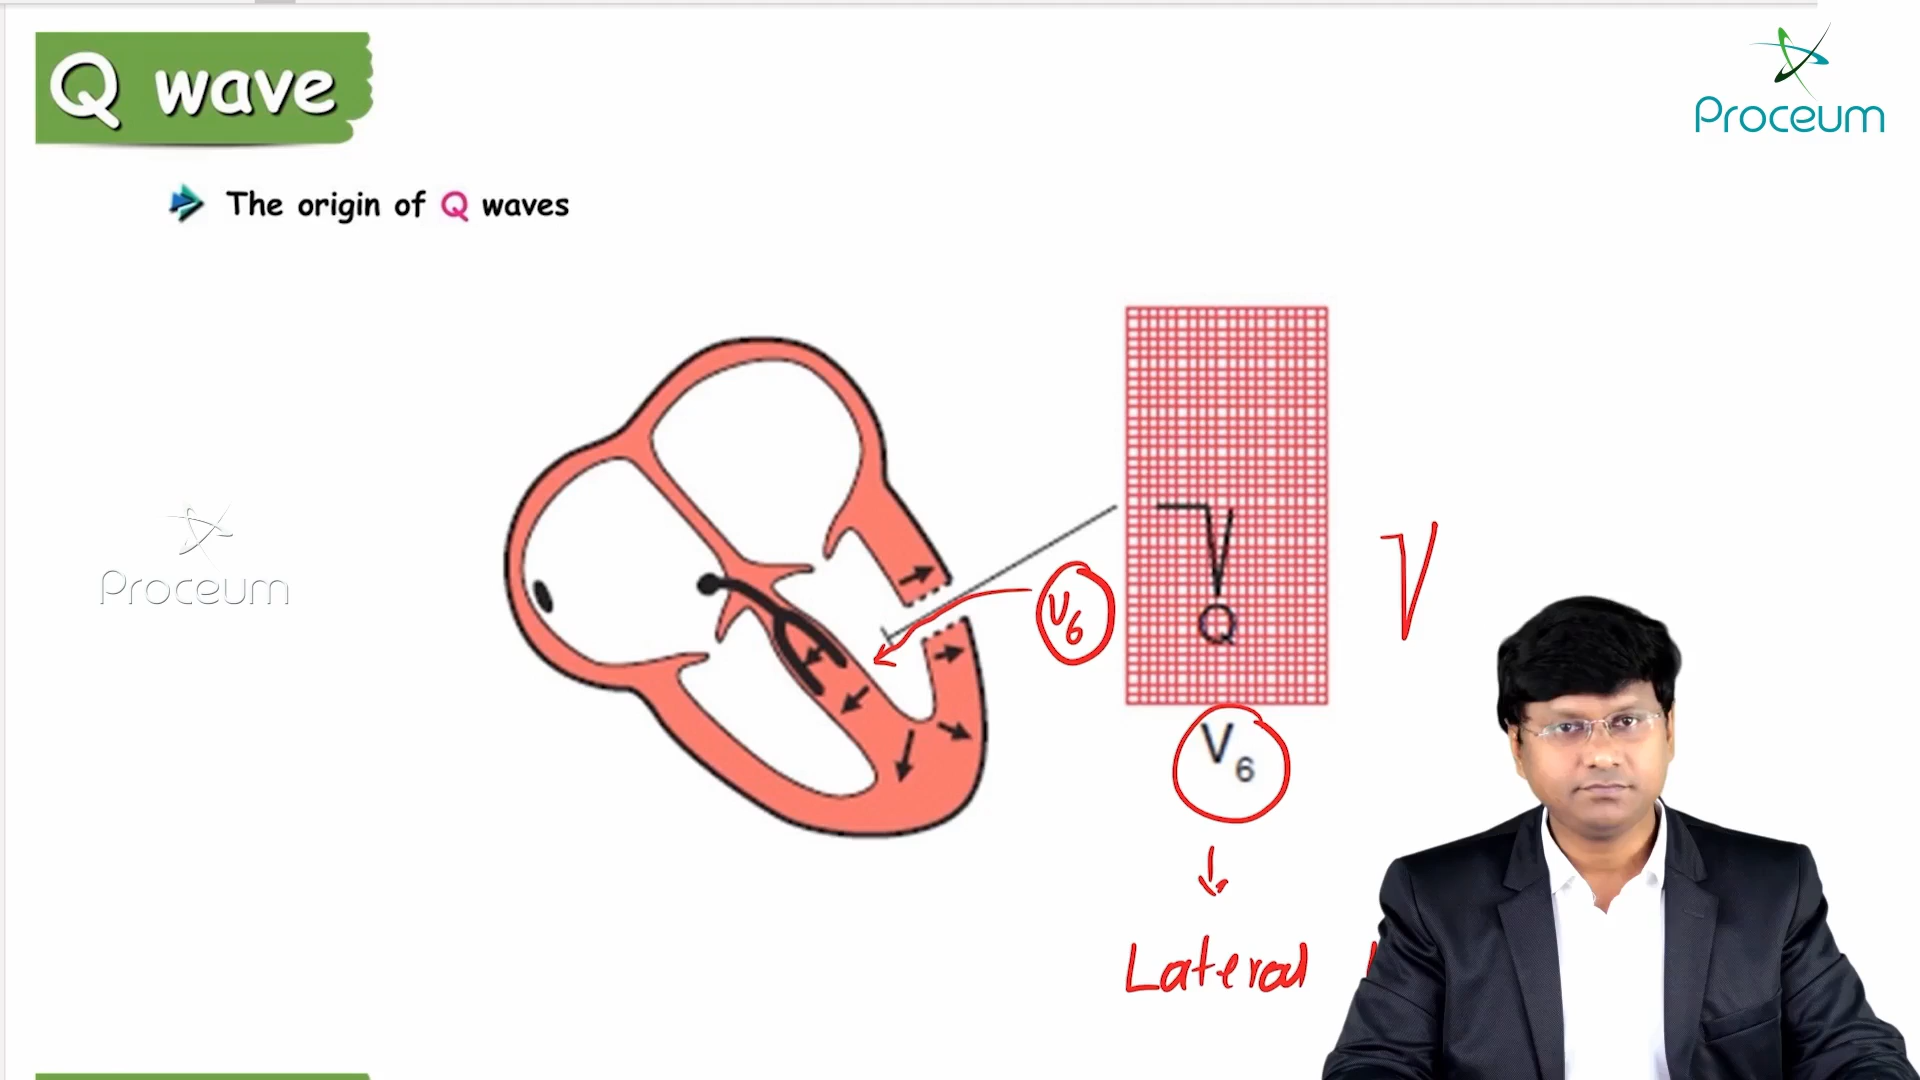 Q wave
Proceum
The origin of Q waves
V6
Q
Proceum
V6
Lateral